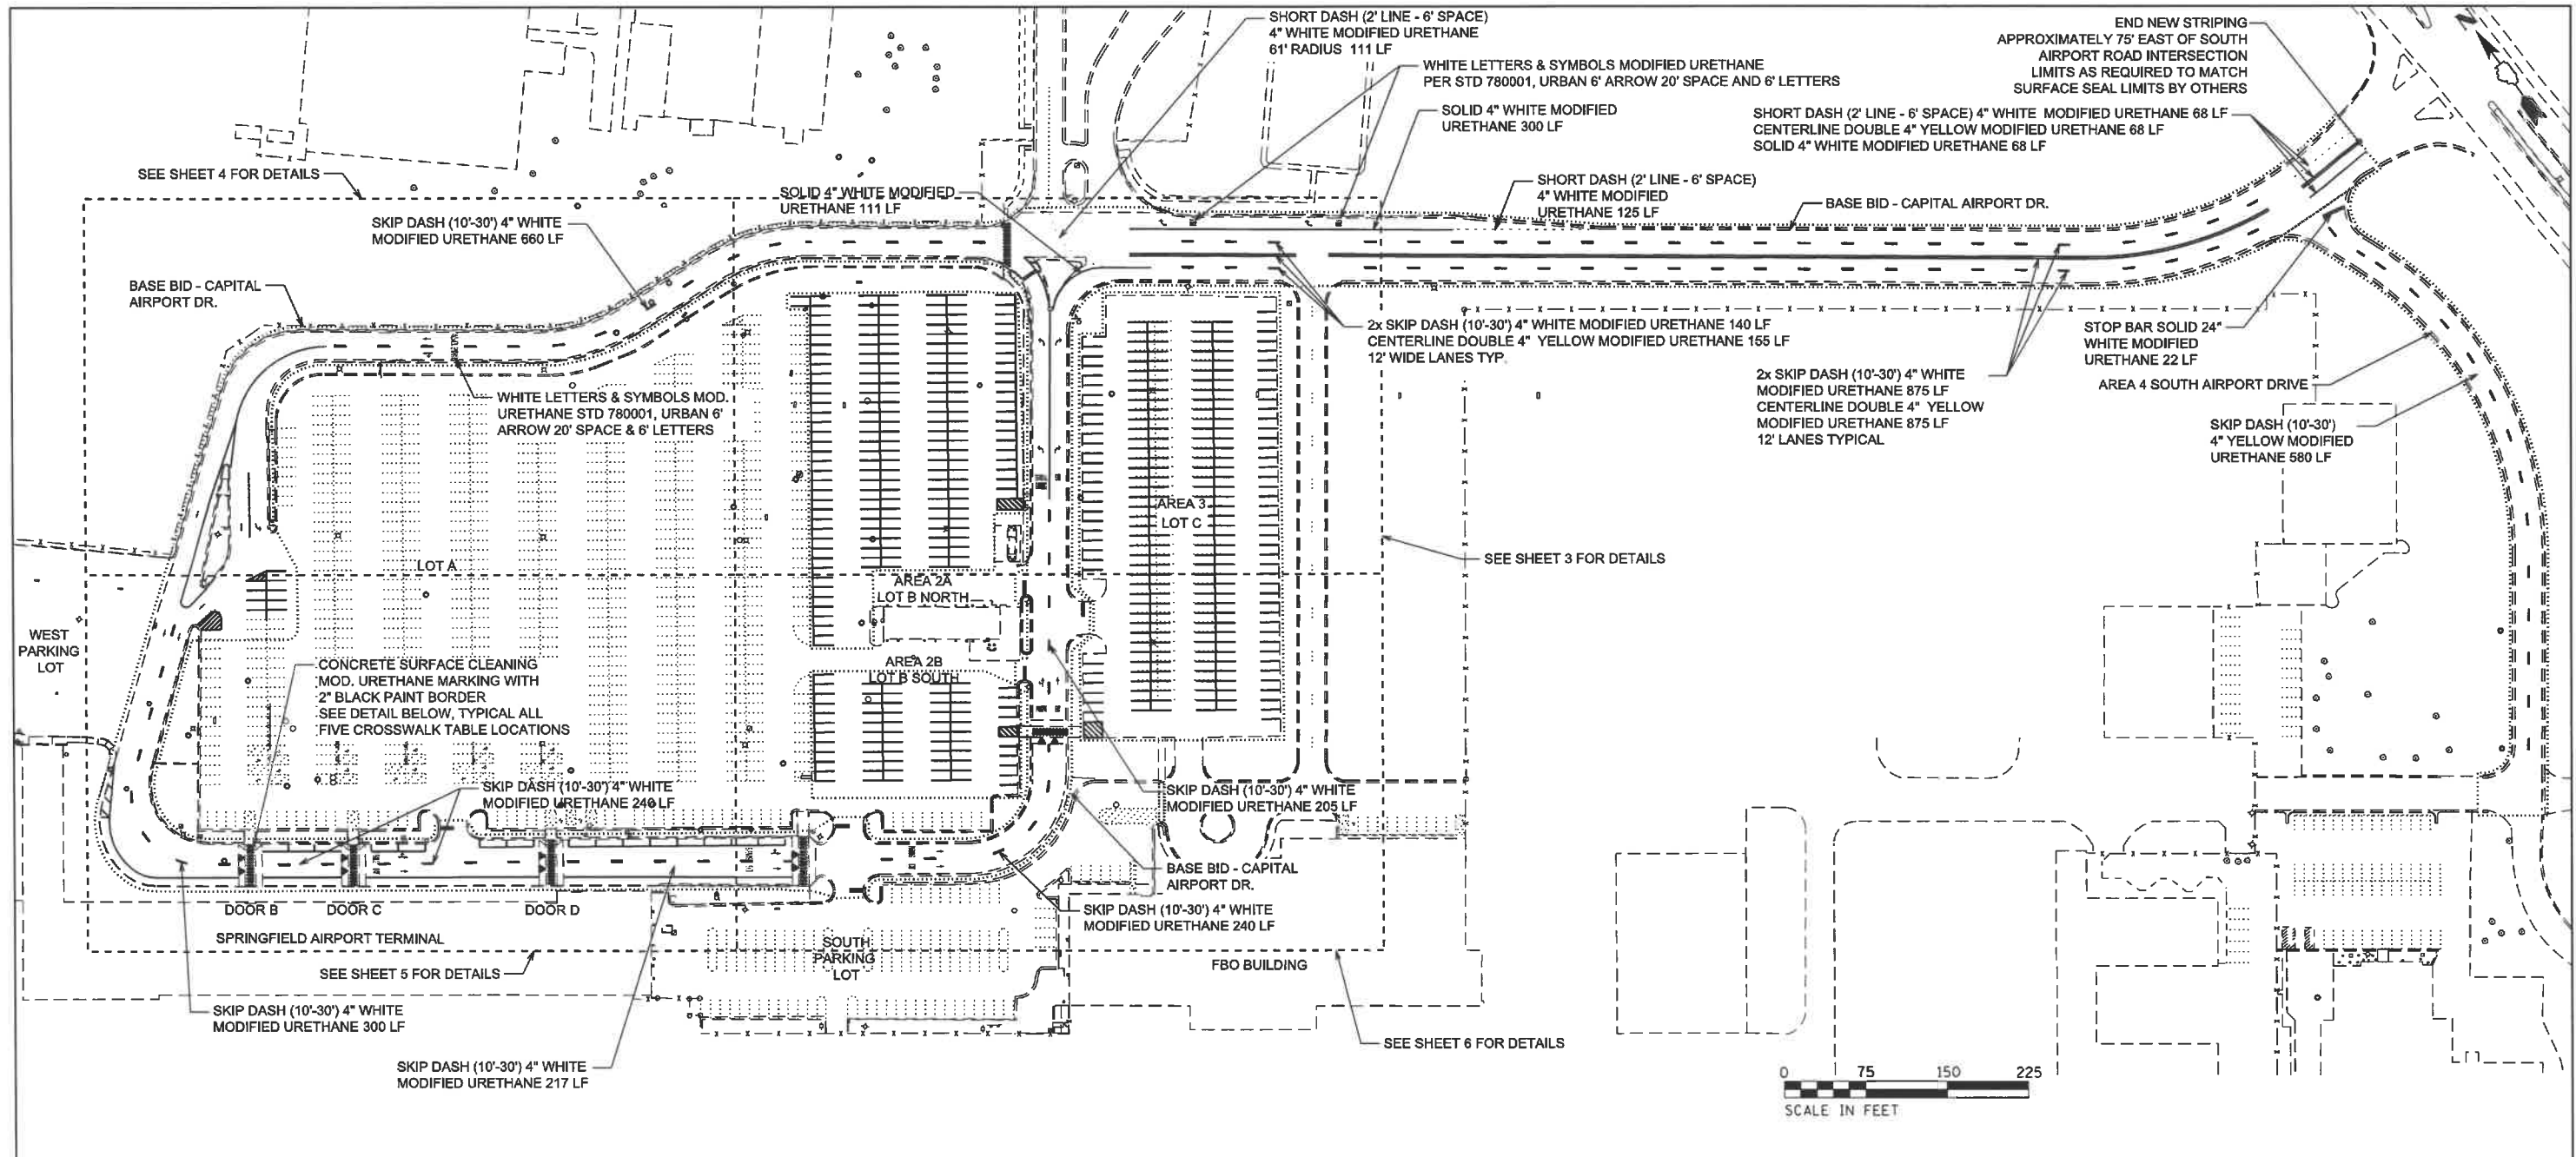 SHORT DASH (2' LINE - 6' SPACE)
4" WHITE MODIFIED URETHANE
61' RADIUS 111 LF
WHITE LETTERS & SYMBOLS MODIFIED URETHANE
PER STD 780001, URBAN 6' ARROW 20' SPACE AND 6' LETTERS
SOLID 4" WHITE MODIFIED
URETHANE 300 LF
END NEW STRIPING
APPROXIMATELY 75' EAST OF SOUTH
AIRPORT ROAD INTERSECTION
LIMITS AS REQUIRED TO MATCH
SURFACE SEAL LIMITS BY OTHERS
N
SHORT DASH (2' LINE - 6' SPACE) 4" WHITE MODIFIED URETHANE 68 LF
CENTERLINE DOUBLE 4" YELLOW MODIFIED URETHANE 68 LF
SOLID 4" WHITE MODIFIED URETHANE 68 LF
SEE SHEET 4 FOR DETAILS
SOLID 4" WHITE MODIFIED
URETHANE 111 LF
SHORT DASH (2' LINE - 6' SPACE)
4" WHITE MODIFIED
URETHANE 125 LF
BASE BID - CAPITAL AIRPORT DR.
SKIP DASH (10'-30') 4" WHITE
MODIFIED URETHANE 660 LF
BASE BID - CAPITAL
AIRPORT DR.
2x SKIP DASH (10'-30') 4" WHITE MODIFIED URETHANE 140 LF
CENTERLINE DOUBLE 4" YELLOW MODIFIED URETHANE 155 LF
12' WIDE LANES TYP.
STOP BAR SOLID 24"
WHITE MODIFIED
URETHANE 22 LF
2x SKIP DASH (10'-30') 4" WHITE
MODIFIED URETHANE 875 LF
CENTERLINE DOUBLE 4" YELLOW
MODIFIED URETHANE 875 LF
12' LANES TYPICAL
AREA 4 SOUTH AIRPORT DRIVE
WHITE LETTERS & SYMBOLS MOD.
URETHANE STD 780001, URBAN 6'
ARROW 20' SPACE & 6' LETTERS
SKIP DASH (10'-30')
4" YELLOW MODIFIED
URETHANE 580 LF
AREA 3
LOT C
SEE SHEET 3 FOR DETAILS
LOT A
AREA 2A
LOT B NORTH
WEST
PARKING
LOT
AREA 2B
LOT B SOUTH
CONCRETE SURFACE CLEANING
MOD. URETHANE MARKING WITH
2" BLACK PAINT BORDER
SEE DETAIL BELOW, TYPICAL ALL
FIVE CROSSWALK TABLE LOCATIONS
SKIP DASH (10'-30') 4" WHITE
MODIFIED URETHANE 240 LF
SKIP DASH (10'-30') 4" WHITE
MODIFIED URETHANE 205 LF
BASE BID - CAPITAL
AIRPORT DR.
DOOR B
DOOR C
DOOR D
SKIP DASH (10'-30') 4" WHITE
MODIFIED URETHANE 240 LF
SPRINGFIELD AIRPORT TERMINAL
SOUTH
PARKING
LOT
FBO BUILDING
SEE SHEET 5 FOR DETAILS
SKIP DASH (10'-30') 4" WHITE
MODIFIED URETHANE 300 LF
SEE SHEET 6 FOR DETAILS
SKIP DASH (10'-30') 4" WHITE
MODIFIED URETHANE 217 LF
0 75 150 225
SCALE IN FEET